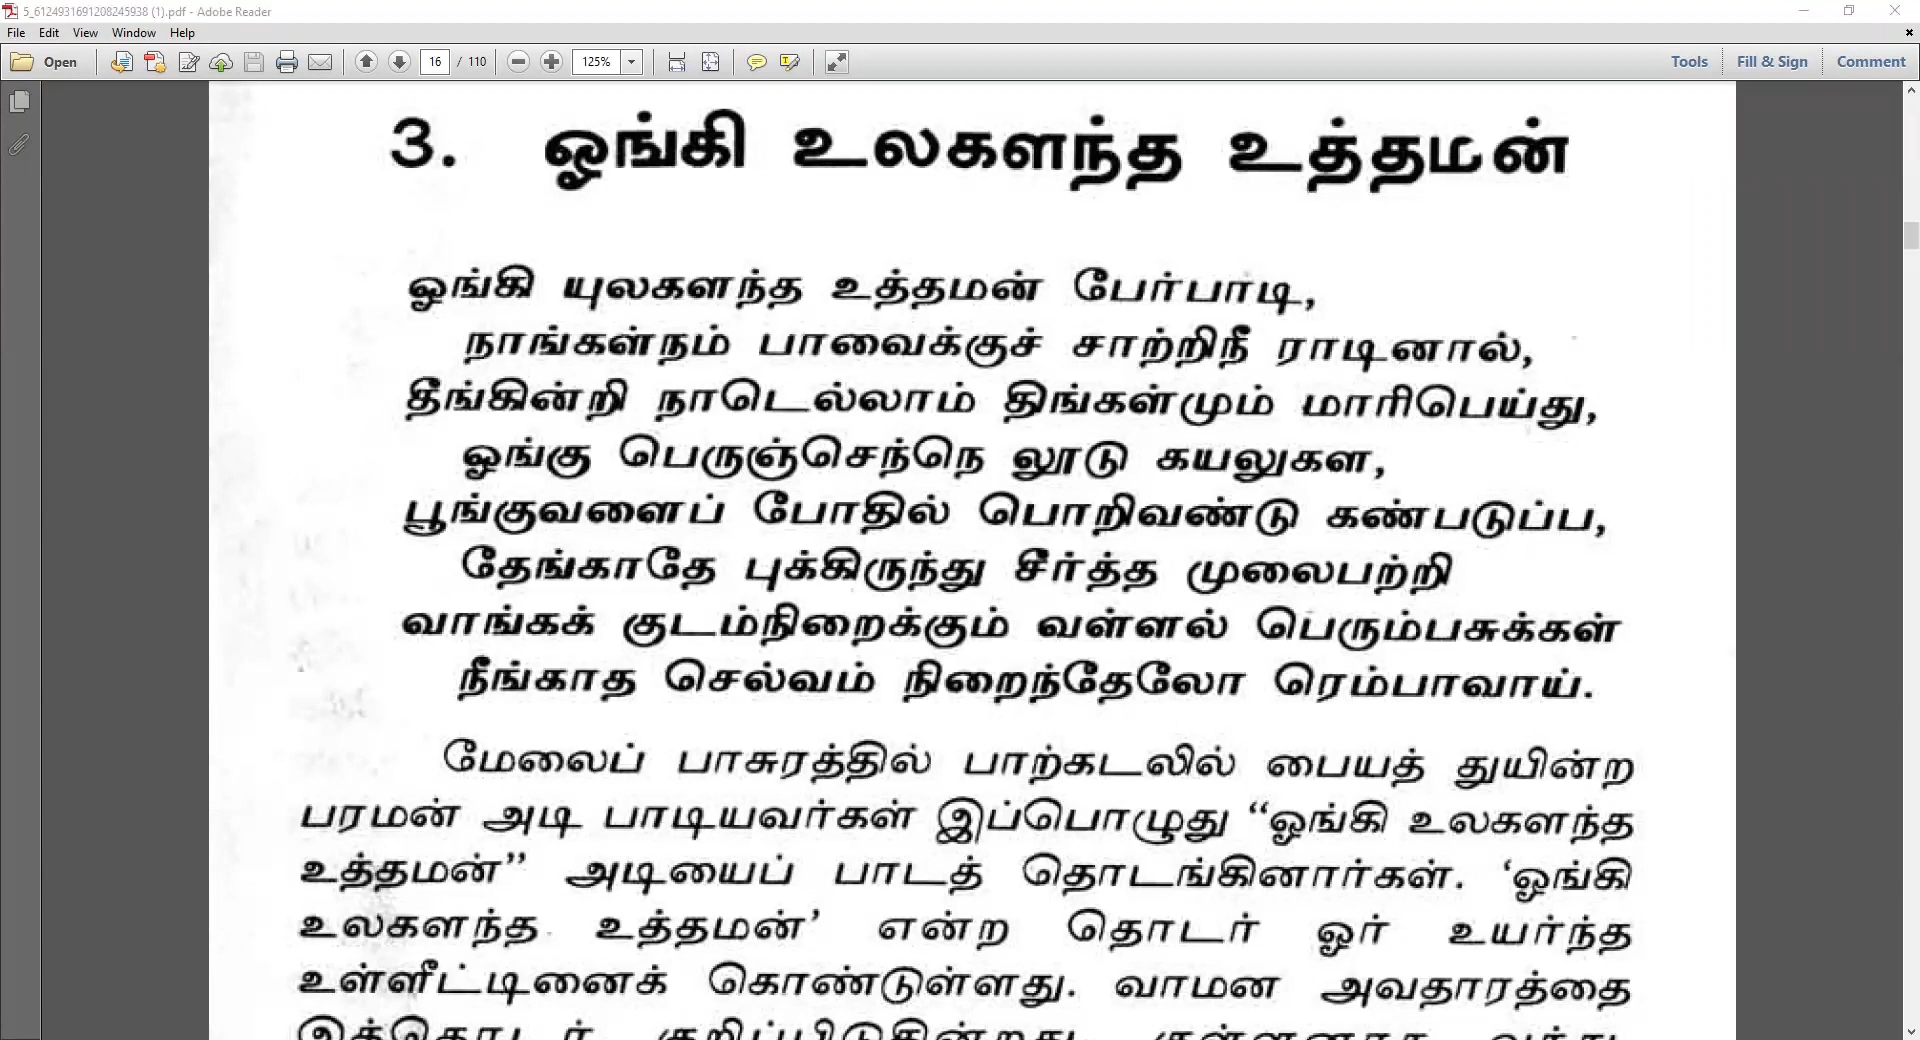 5_6124931691208245938 (1).pdf - Adobe Reader
File Edit View Window Help
Open 16 / 110 125% Tools Fill & Sign Comment
3. ஓங்கி உலகளந்த உத்தமன்
ஓங்கி யுலகளந்த உத்தமன் பேர்பாடி,
நாங்கள்நம் பாவைக்குச் சாற்றிநீ ராடினால்,
தீங்கின்றி நாடெல்லாம் திங்கள்மும் மாரிபெய்து,
ஓங்கு பெருஞ்செந்நெ லூடு கயலுகள,
பூங்குவளைப் போதில் பொறிவண்டு கண்படுப்ப,
தேங்காதே புக்கிருந்து சீர்த்த முலைபற்றி
வாங்கக் குடம்நிறைக்கும் வள்ளல் பெரும்பசுக்கள்
நீங்காத செல்வம் நிறைந்தேலோ ரெம்பாவாய்.
மேலைப் பாசுரத்தில் பாற்கடலில் பையத் துயின்ற
பரமன் அடி பாடியவர்கள் இப்பொழுது “ஓங்கி உலகளந்த
உத்தமன்” அடியைப் பாடத் தொடங்கினார்கள். ‘ஓங்கி
உலகளந்த உத்தமன்’ என்ற தொடர் ஓர் உயர்ந்த
உள்ளீட்டினைக் கொண்டுள்ளது. வாமன அவதாரத்தை